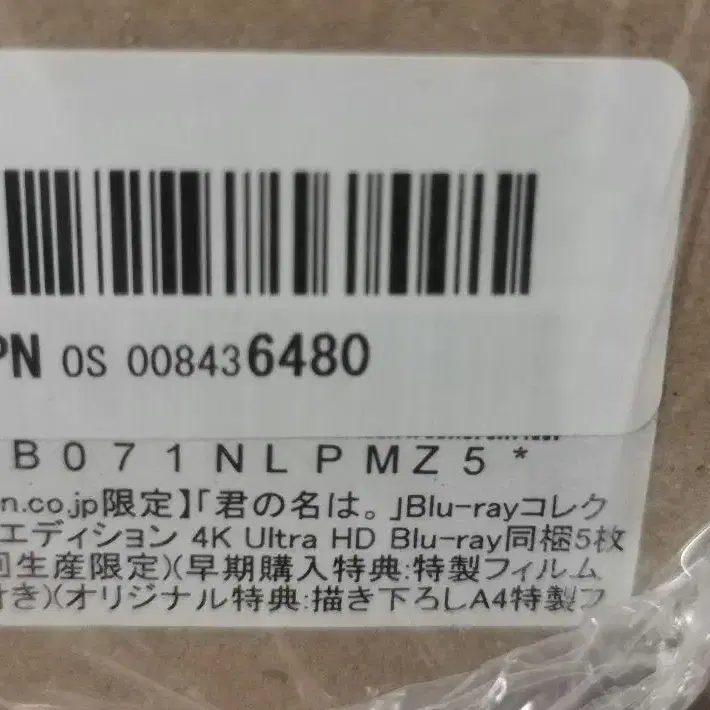 PN OS 008436480
B071NLPMZ5*
n.co.jp限定】「君の名は。」Blu-rayコレク
エディション 4K Ultra HD Blu-ray同梱5枚
回生産限定)(早期購入特典:特製フィルム
付き)(オリジナル特典:描き下ろしA4特製フ